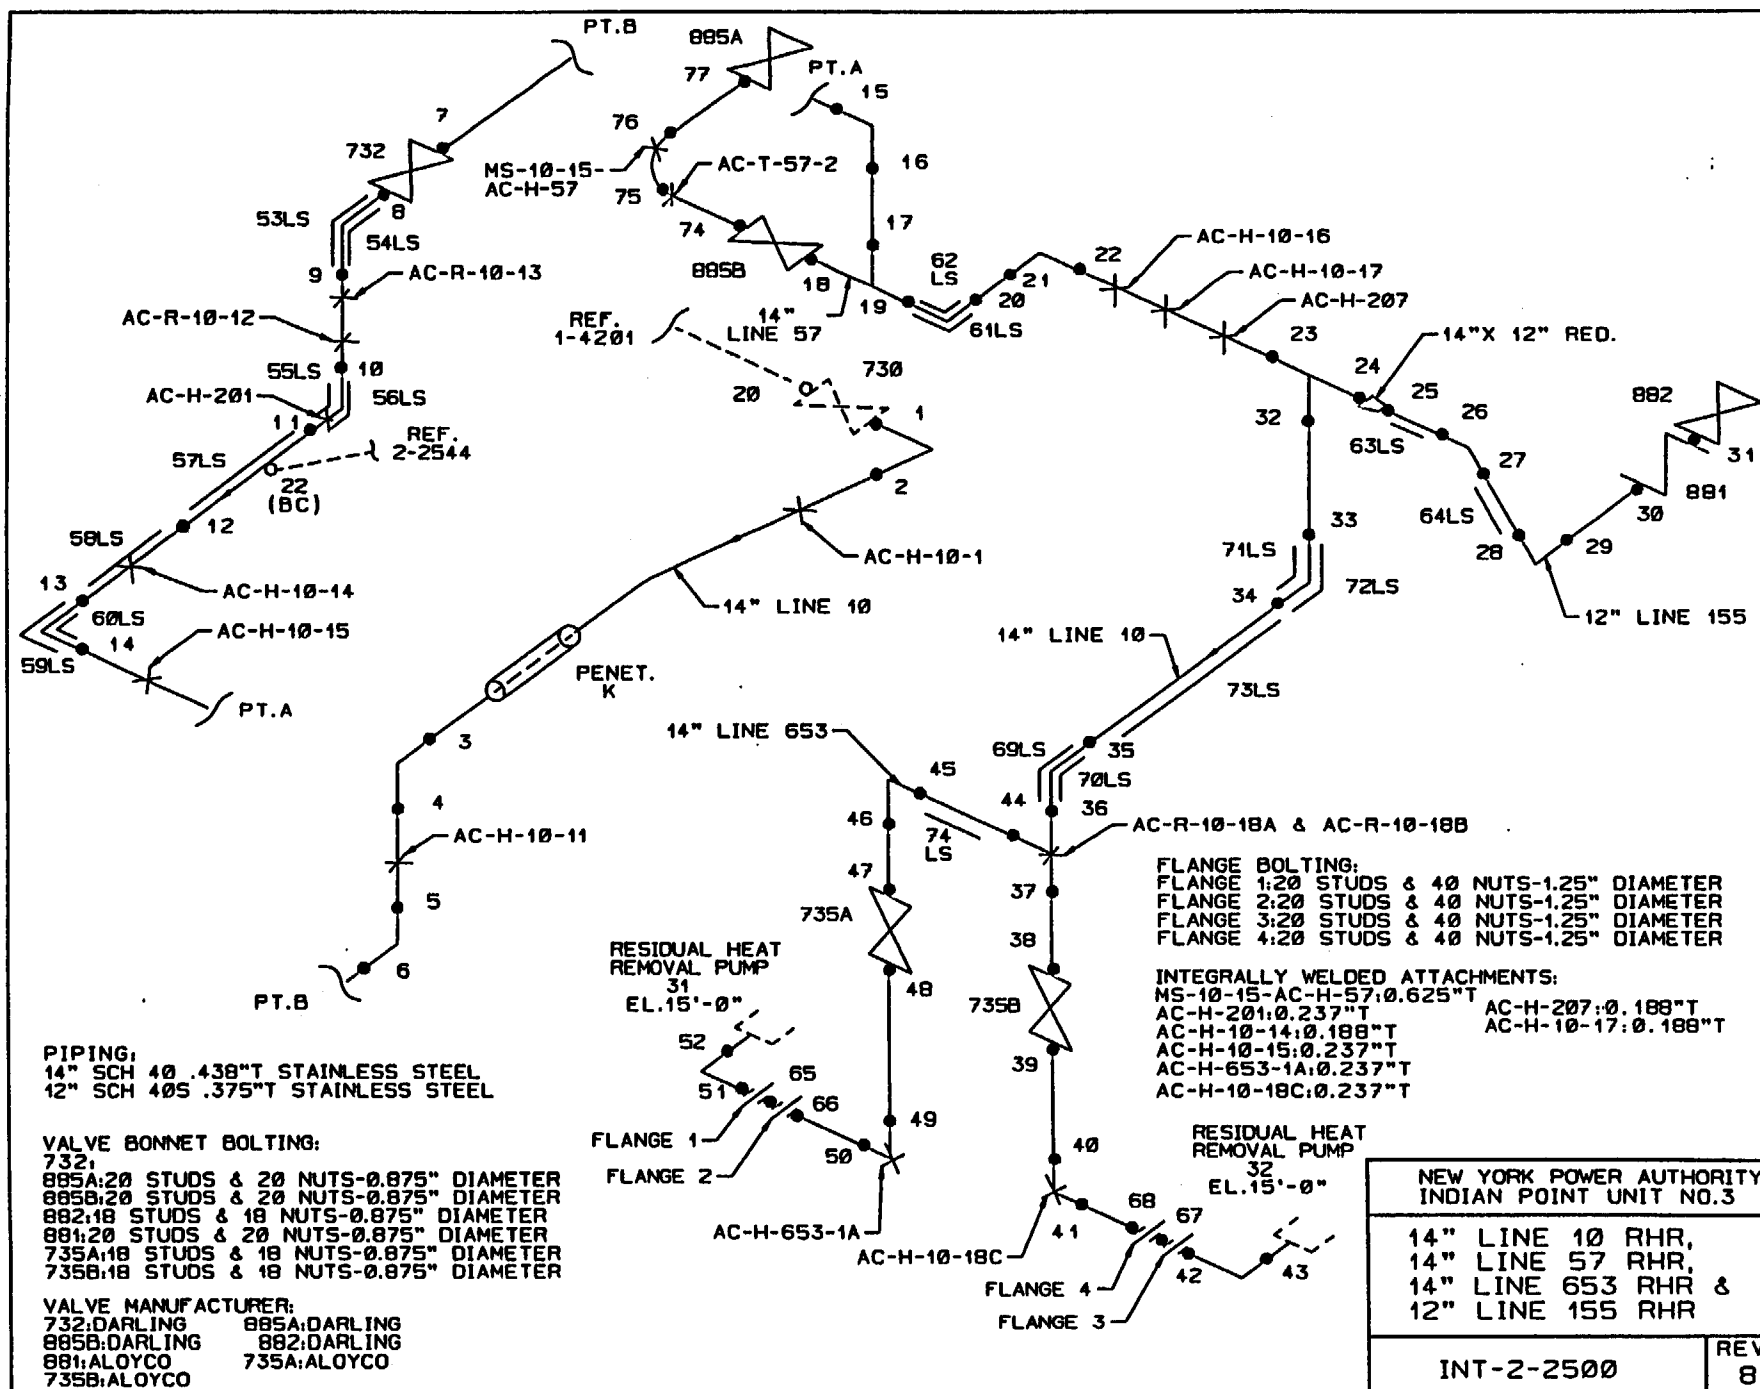 PT.B
885A
77
PT.A
15
7
76
732
MS-10-15-
AC-H-57
AC-T-57-2
16
75
53LS
8
74
17
22
AC-H-10-16
54LS
885B
62
LS
21
AC-H-10-17
9
AC-R-10-13
18
19
20
AC-H-207
AC-R-10-12
REF.
1-4201
14"
LINE 57
61LS
23
14"X 12" RED.
55LS
10
730
24
AC-H-201
56LS
20
1
25
882
11
REF.
2-2544
32
26
57LS
63LS
31
22
(BC)
2
27
881
12
64LS
30
58LS
33
28
29
AC-H-10-1
71LS
13
AC-H-10-14
72LS
60LS
14" LINE 10
34
12" LINE 155
AC-H-10-15
14
14" LINE 10
59LS
PENET.
K
73LS
PT.A
3
14" LINE 653
69LS
35
45
70LS
4
44
36
46
AC-H-10-11
74
LS
AC-R-10-18A & AC-R-10-18B
47
37
5
735A
38
FLANGE BOLTING:
FLANGE 1:20 STUDS & 40 NUTS-1.25" DIAMETER
FLANGE 2:20 STUDS & 40 NUTS-1.25" DIAMETER
FLANGE 3:20 STUDS & 40 NUTS-1.25" DIAMETER
FLANGE 4:20 STUDS & 40 NUTS-1.25" DIAMETER
6
PT.B
RESIDUAL HEAT
REMOVAL PUMP
31
EL.15'-0"
48
735B
INTEGRALLY WELDED ATTACHMENTS:
MS-10-15-AC-H-57:0.625"T
AC-H-201:0.237"T
AC-H-10-14:0.188"T
AC-H-10-15:0.237"T
AC-H-653-1A:0.237"T
AC-H-10-18C:0.237"T
AC-H-207:0.188"T
AC-H-10-17:0.188"T
52
39
51
65
66
49
FLANGE 1
FLANGE 2
50
40
AC-H-653-1A
AC-H-10-18C
41
68
67
42
43
FLANGE 4
FLANGE 3
RESIDUAL HEAT
REMOVAL PUMP
32
EL.15'-0"
PIPING:
14" SCH 40 .438"T STAINLESS STEEL
12" SCH 40S .375"T STAINLESS STEEL
VALVE BONNET BOLTING:
732:
885A:20 STUDS & 20 NUTS-0.875" DIAMETER
885B:20 STUDS & 20 NUTS-0.875" DIAMETER
882:18 STUDS & 18 NUTS-0.875" DIAMETER
881:20 STUDS & 20 NUTS-0.875" DIAMETER
735A:18 STUDS & 18 NUTS-0.875" DIAMETER
735B:18 STUDS & 18 NUTS-0.875" DIAMETER
VALVE MANUFACTURER:
732:DARLING 885A:DARLING
885B:DARLING 882:DARLING
881:ALOYCO 735A:ALOYCO
735B:ALOYCO
NEW YORK POWER AUTHORITY
INDIAN POINT UNIT NO.3
14" LINE 10 RHR,
14" LINE 57 RHR,
14" LINE 653 RHR &
12" LINE 155 RHR
INT-2-2500
REV
8